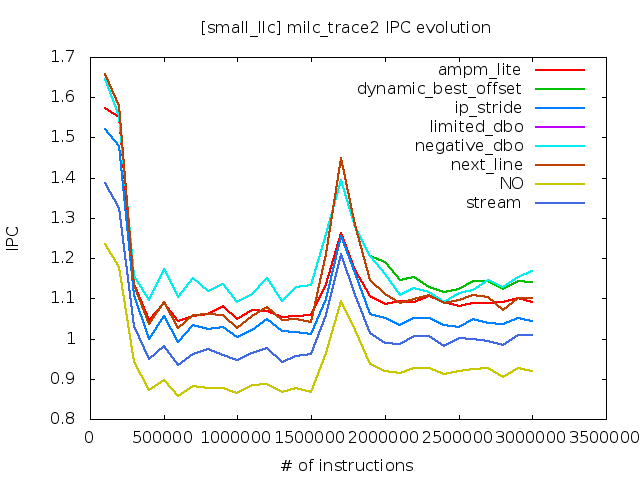 [small_llc] milc_trace2 IPC evolution
1.7
1.6
1.5
1.4
1.3
1.2
1.1
1
0.9
0.8
IPC
ampm_lite
dynamic_best_offset
ip_stride
limited_dbo
negative_dbo
next_line
NO
stream
0 500000 1000000 1500000 2000000 2500000 3000000 3500000
# of instructions